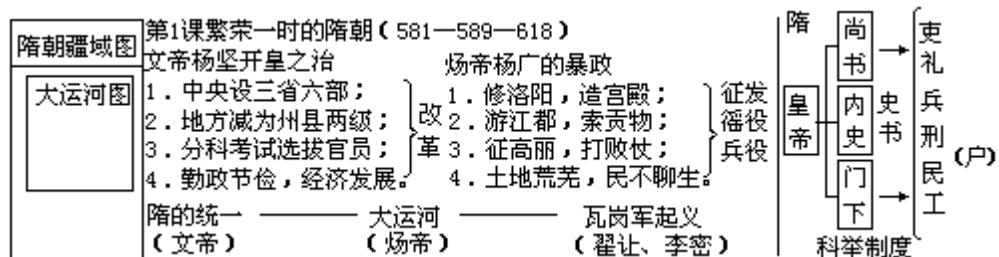 隋朝疆域图
大运河图
第1课繁荣一时的隋朝(581—589—618)
文帝杨坚开皇之治
1.中央设三省六部;
2.地方减为州县两级;
3.分科考试选拔官员;
4.勤政节俭,经济发展。
改革
炀帝杨广的暴政
1.修洛阳,造宫殿;
2.游江都,索贡物;
3.征高丽,打败仗;
4.土地荒芜,民不聊生。
征发
徭役
兵役
隋的统一 —— 大运河 —— 瓦岗军起义
(文帝) (炀帝) (翟让、李密)
隋
皇帝
尚书
内史
门下
史书
吏礼兵刑民工
(户)
科举制度